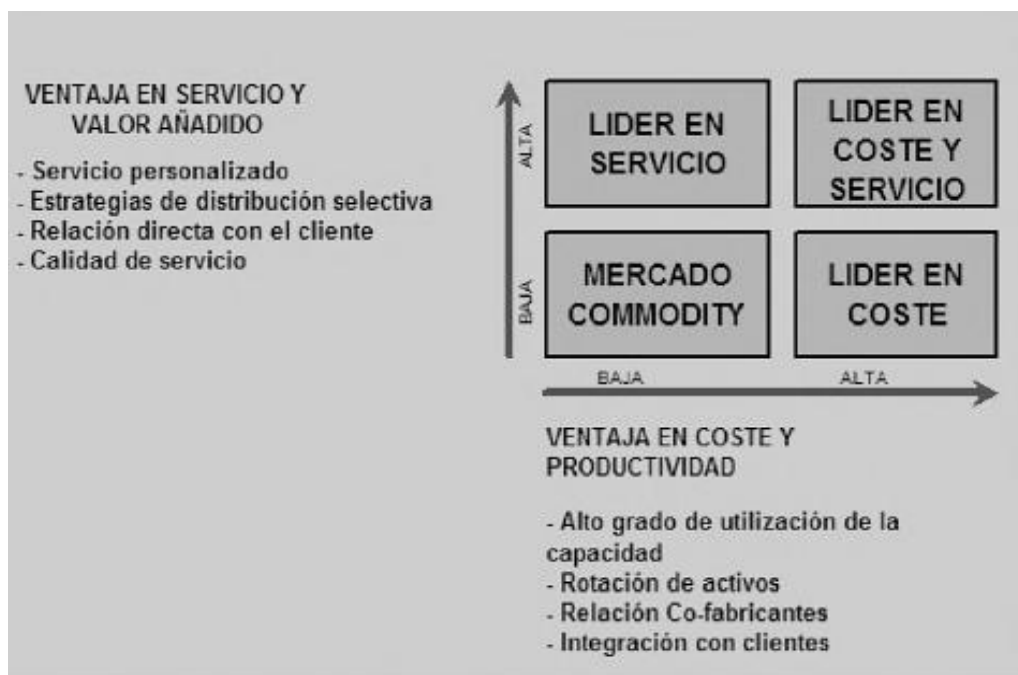 VENTAJA EN SERVICIO Y
VALOR AÑADIDO
- Servicio personalizado
- Estrategias de distribución selectiva
- Relación directa con el cliente
- Calidad de servicio
ALTA
BAJA
LIDER EN
SERVICIO
LIDER EN
COSTE Y
SERVICIO
MERCADO
COMMODITY
LIDER EN
COSTE
BAJA
ALTA
VENTAJA EN COSTE Y
PRODUCTIVIDAD
- Alto grado de utilización de la
capacidad
- Rotación de activos
- Relación Co-fabricantes
- Integración con clientes